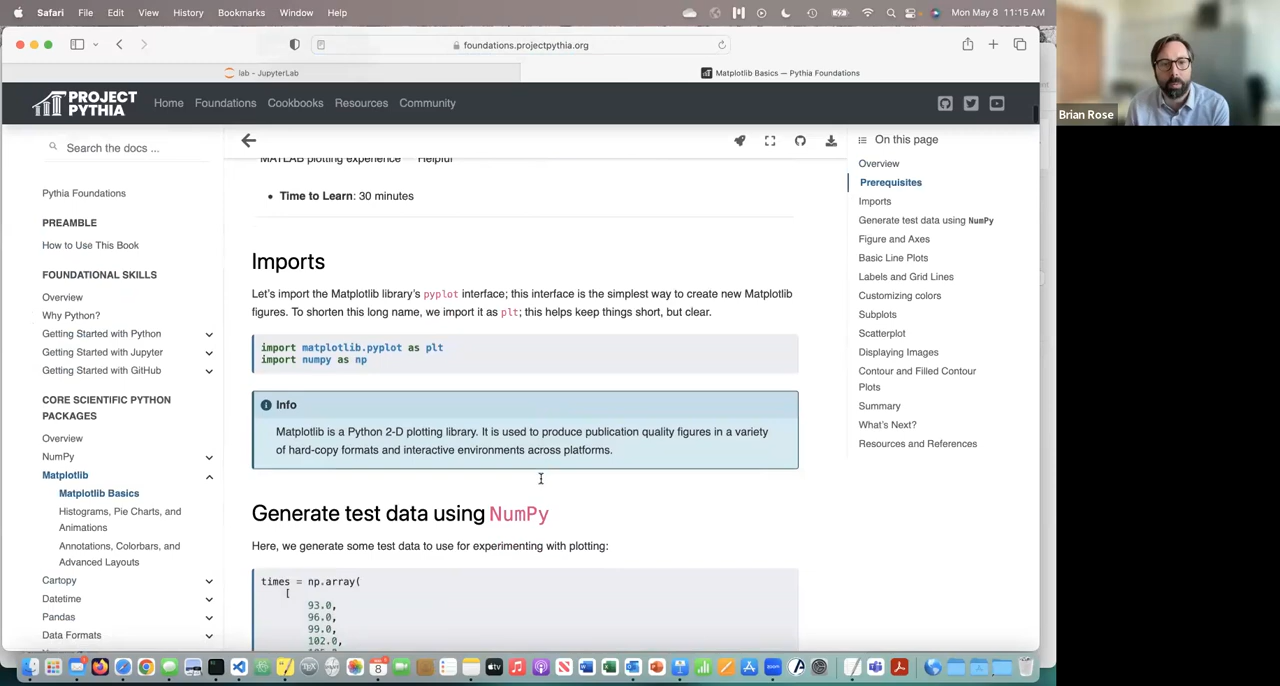 Safari File Edit View History Bookmarks Window Help Mon May 8 11:15 AM
foundations.projectpythia.org
lab - JupyterLab
Matplotlib Basics — Pythia Foundations
PROJECT
PYTHIA
Home Foundations Cookbooks Resources Community
Brian Rose
Search the docs ...
Pythia Foundations
PREAMBLE
How to Use This Book
FOUNDATIONAL SKILLS
Overview
Why Python?
Getting Started with Python
Getting Started with Jupyter
Getting Started with GitHub
CORE SCIENTIFIC PYTHON
PACKAGES
Overview
NumPy
Matplotlib
Matplotlib Basics
Histograms, Pie Charts, and
Animations
Annotations, Colorbars, and
Advanced Layouts
Cartopy
Datetime
Pandas
Data Formats
MATLAB plotting experience Helpful
• Time to Learn: 30 minutes
Imports
Let's import the Matplotlib library's pyplot interface; this interface is the simplest way to create new Matplotlib
figures. To shorten this long name, we import it as plt; this helps keep things short, but clear.
import matplotlib.pyplot as plt
import numpy as np
Info
Matplotlib is a Python 2-D plotting library. It is used to produce publication quality figures in a variety
of hard-copy formats and interactive environments across platforms.
Generate test data using NumPy
Here, we generate some test data to use for experimenting with plotting:
times = np.array(
[
93.0,
96.0,
99.0,
102.0,
On this page
Overview
Prerequisites
Imports
Generate test data using NumPy
Figure and Axes
Basic Line Plots
Labels and Grid Lines
Customizing colors
Subplots
Scatterplot
Displaying Images
Contour and Filled Contour
Plots
Summary
What's Next?
Resources and References